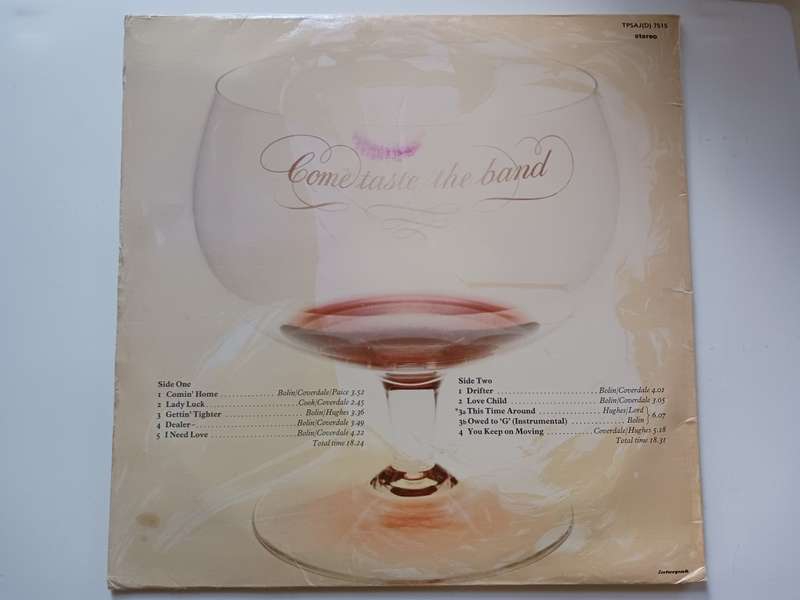 TPSAJ(D) 7515
stereo
Come taste the band
Side One
1 Comin' Home .................. Bolin/Coverdale/Paice 3.52
2 Lady Luck .................. Cook/Coverdale 2.45
3 Gettin' Tighter .................. Bolin/Hughes 3.36
4 Dealer .................. Bolin/Coverdale 3.49
5 I Need Love .................. Bolin/Coverdale 4.22
Total time 18.24
Side Two
1 Drifter .................. Bolin/Coverdale 4.01
2 Love Child .................. Bolin/Coverdale 3.05
*3a This Time Around .................. Hughes/Lord
3b Owed to 'G' (Instrumental) .................. Bolin } 6.07
4 You Keep on Moving .................. Coverdale/Hughes 5.18
Total time 18.31
Interpak